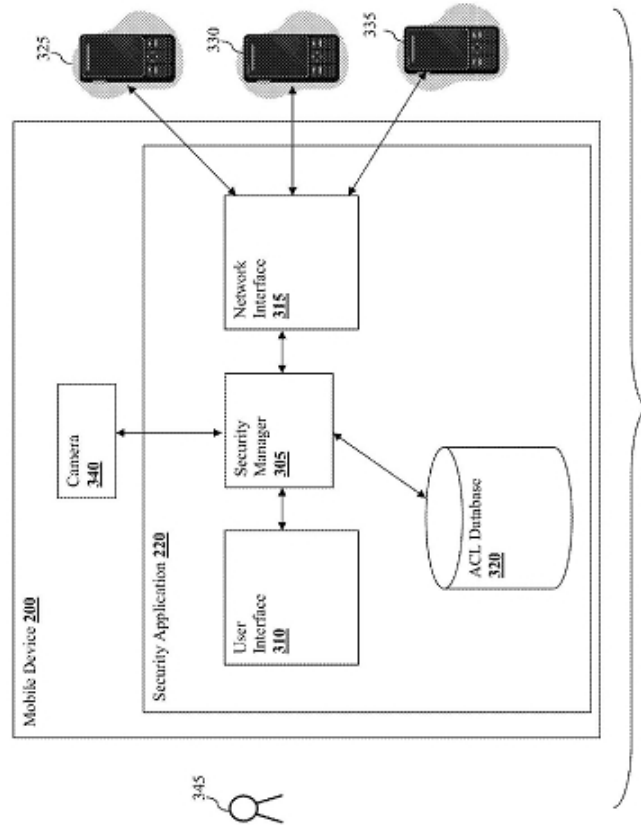 Mobile Device 200
Security Application 220
Camera
340
User
Interface
310
Security
Manager
305
Network
Interface
315
ACL Database
320
325
330
335
345